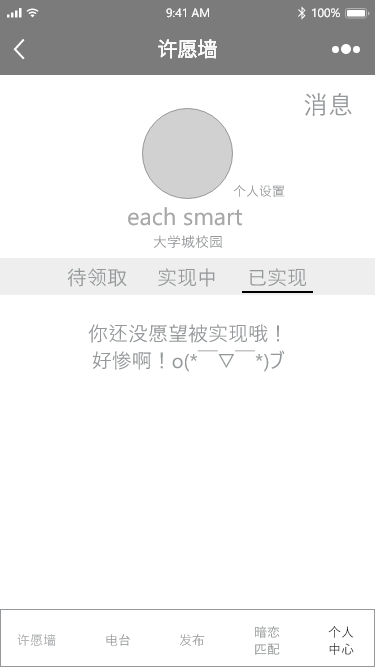 9:41 AM
100%
许愿墙
消息
个人设置
each smart
大学城校园
待领取 实现中 已实现
你还没愿望被实现哦！
好惨啊！o(*￣▽￣*)ブ
许愿墙 电台 发布 暗恋 个人
匹配 中心